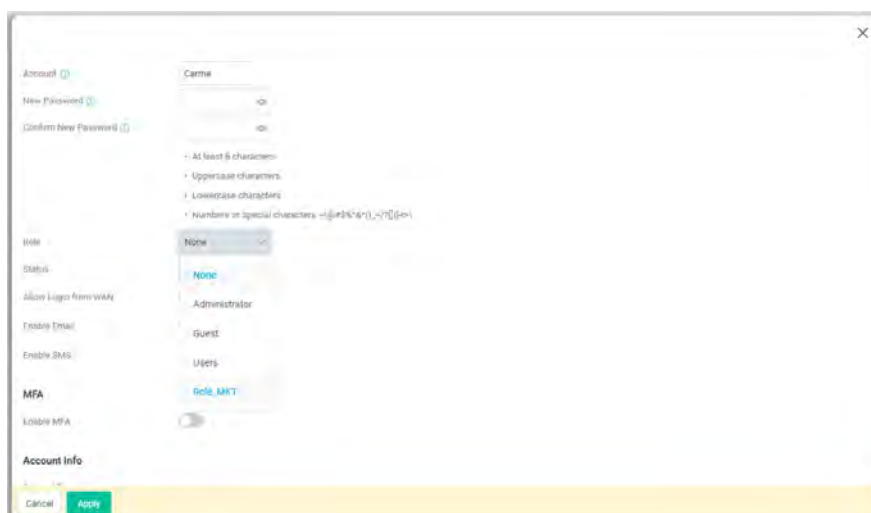 Account
Carme
New Password
Confirm New Password
At least 8 characters
Uppercase characters
Lowercase characters
Numbers or special characters
Role
None
Status
None
Allow Login from WAN
Administrator
Enable Email
Guest
Enable SMS
Users
Role_MKT
MFA
Enable MFA
Account Info
Cancel
Apply